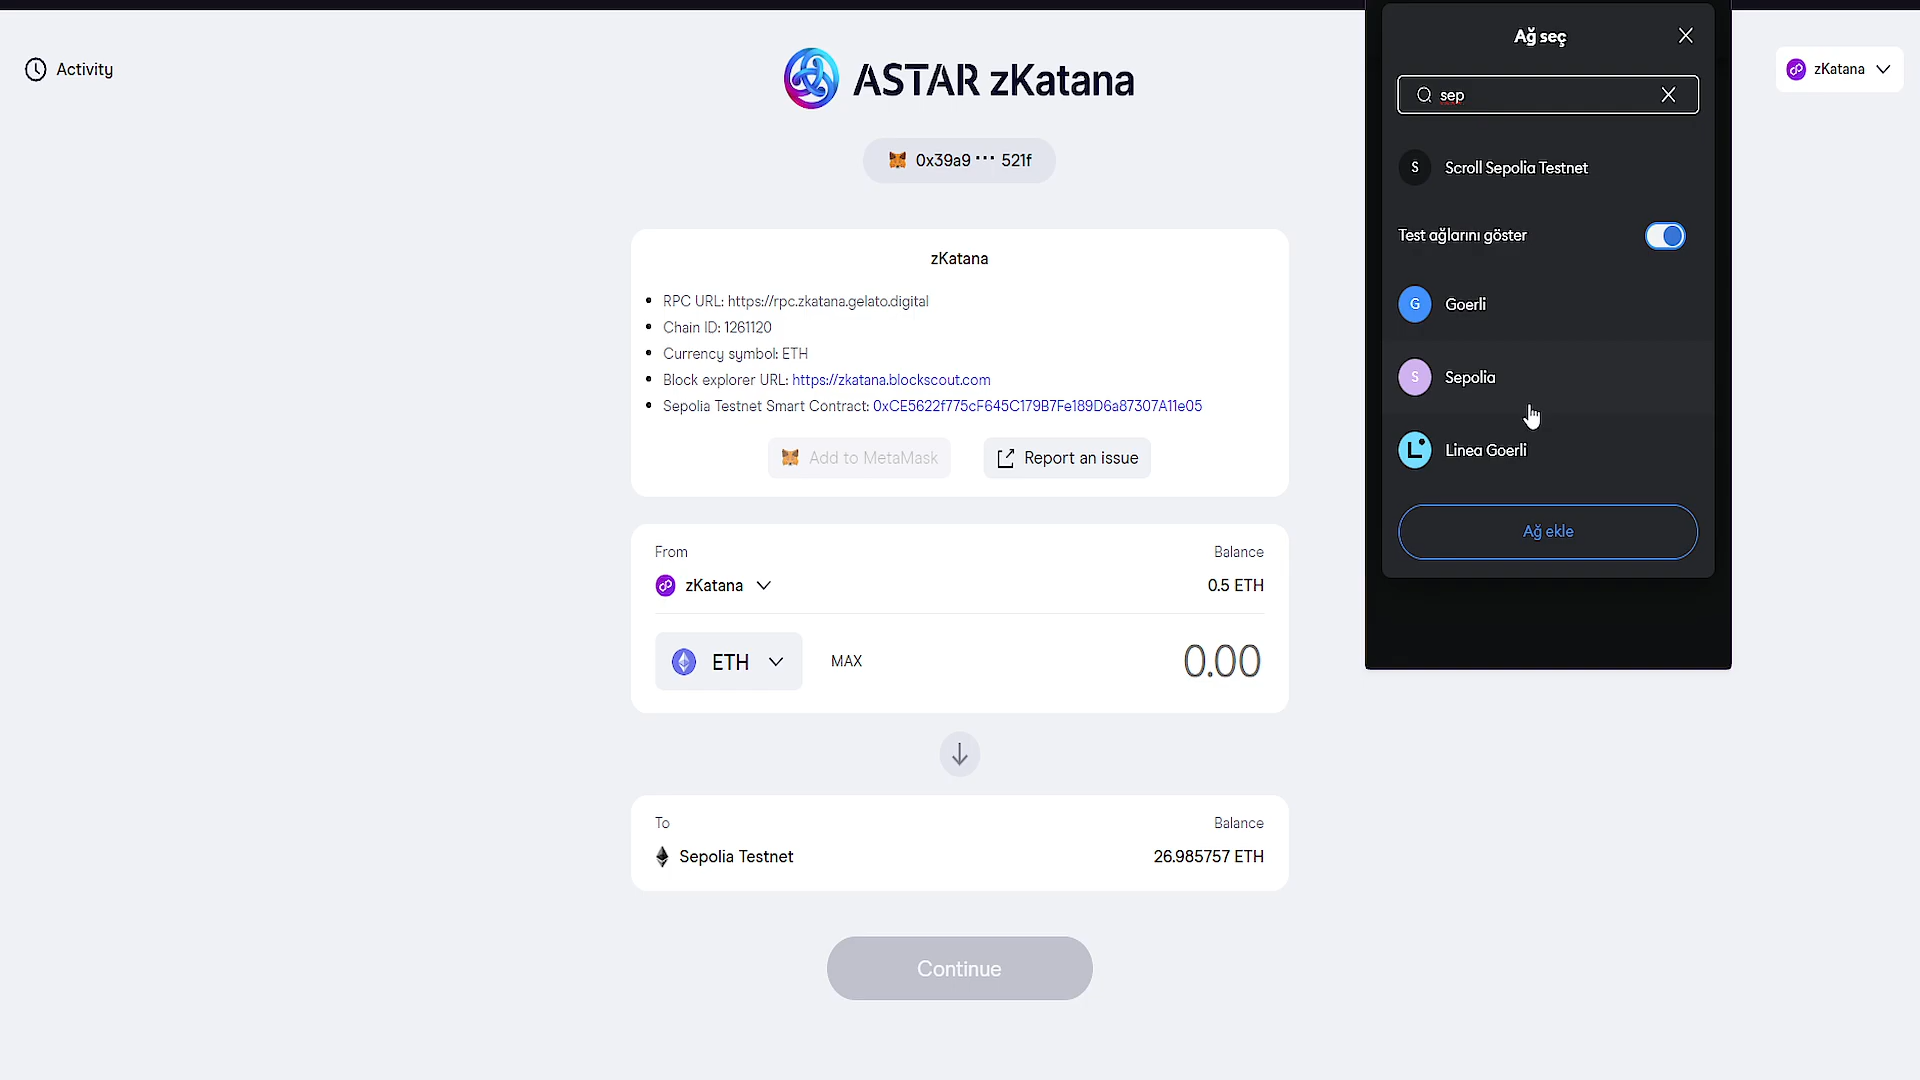 Activity
ASTAR zKatana
0x39a9 ••• 521f
zKatana
• RPC URL: https://rpc.zkatana.gelato.digital
• Chain ID: 1261120
• Currency symbol: ETH
• Block explorer URL: https://zkatana.blockscout.com
• Sepolia Testnet Smart Contract: 0xCE5622f775cF645C179B7Fe189D6a87307A11e05
Add to MetaMask
Report an issue
From
Balance
zKatana
0.5 ETH
ETH
MAX
0.00
To
Balance
Sepolia Testnet
26.985757 ETH
Continue
Ağ seç
sep
S
Scroll Sepolia Testnet
Test ağlarını göster
G
Goerli
S
Sepolia
L
Linea Goerli
Ağ ekle
zKatana